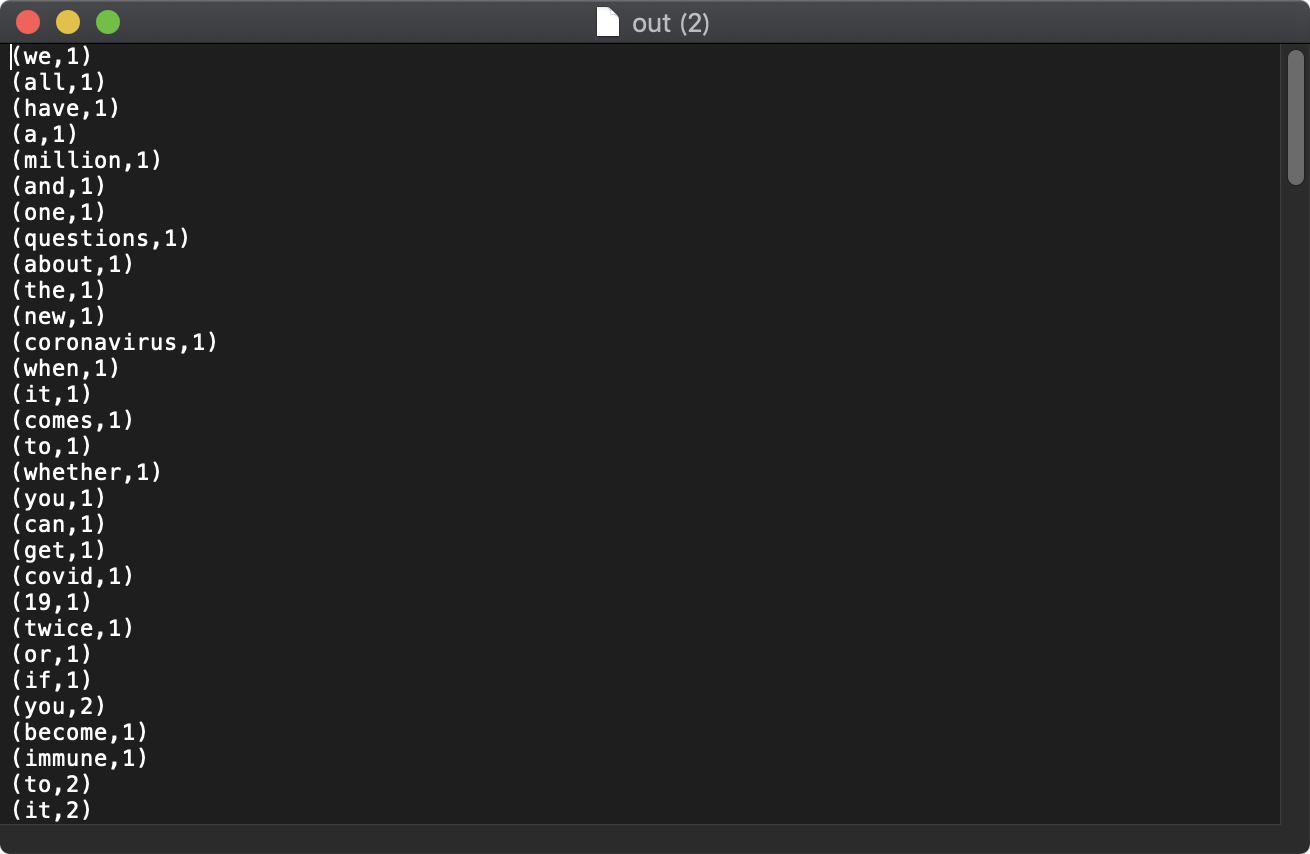 out (2)
(we,1)
(all,1)
(have,1)
(a,1)
(million,1)
(and,1)
(one,1)
(questions,1)
(about,1)
(the,1)
(new,1)
(coronavirus,1)
(when,1)
(it,1)
(comes,1)
(to,1)
(whether,1)
(you,1)
(can,1)
(get,1)
(covid,1)
(19,1)
(twice,1)
(or,1)
(if,1)
(you,2)
(become,1)
(immune,1)
(to,2)
(it,2)